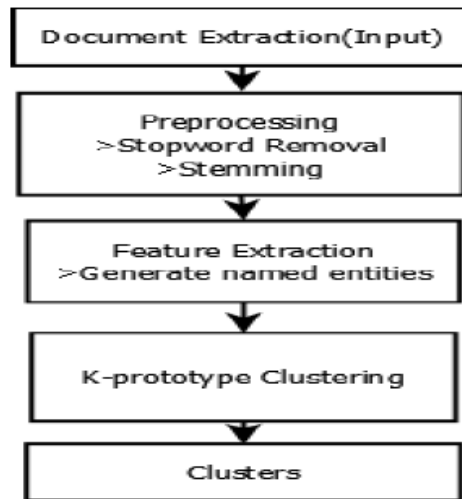 Document Extraction(Input)
Preprocessing
>Stopword Removal
>Stemming
Feature Extraction
>Generate named entities
K-prototype Clustering
Clusters